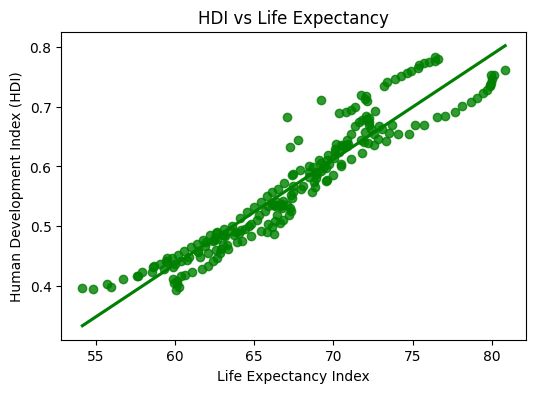 HDI vs Life Expectancy
Human Development Index (HDI)
0.8
0.7
0.6
0.5
0.4
55 60 65 70 75 80
Life Expectancy Index